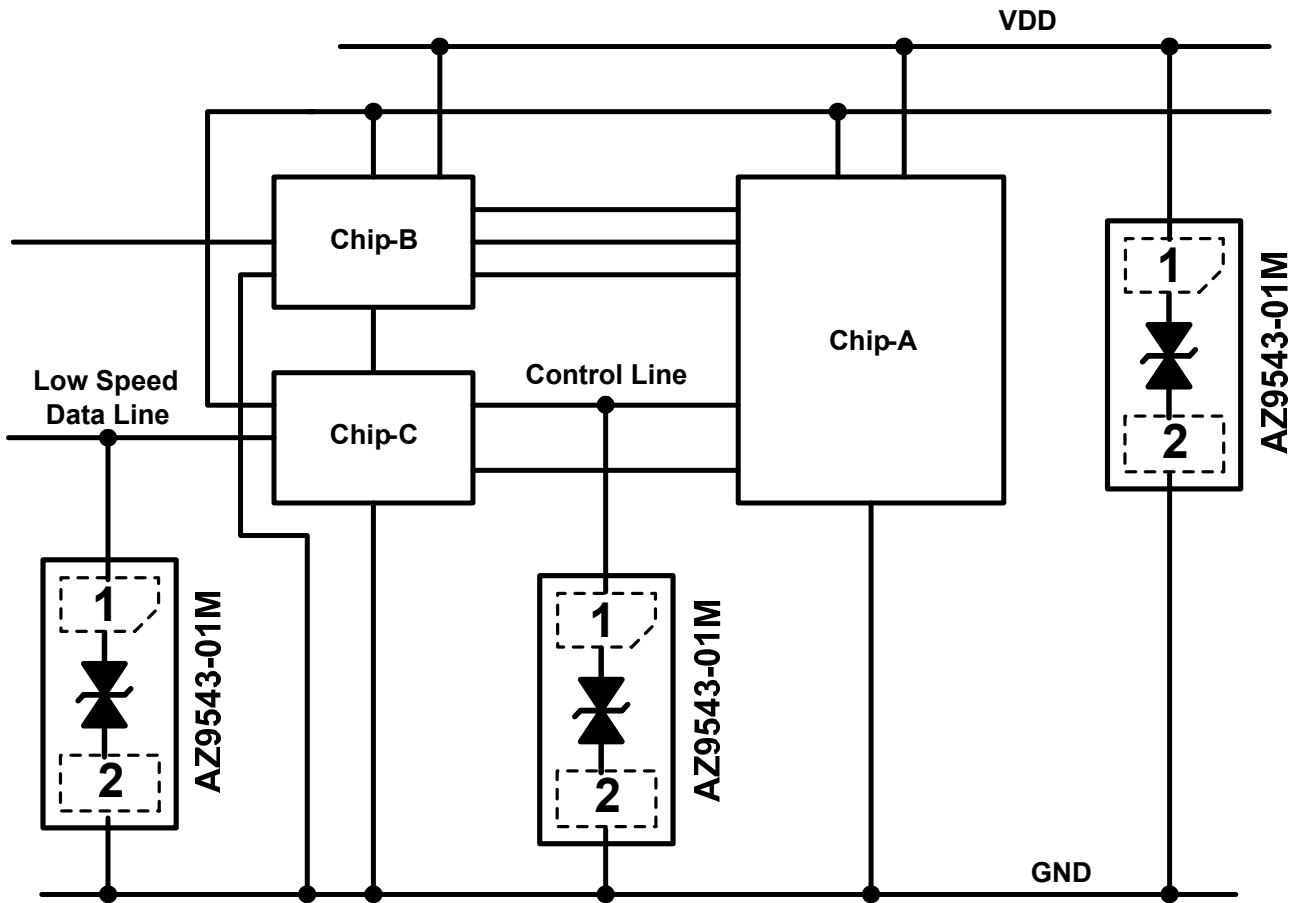 VDD
Chip-B
Chip-A
1
2
AZ9543-01M
Low Speed
Data Line
Control Line
Chip-C
1
2
AZ9543-01M
1
2
AZ9543-01M
GND